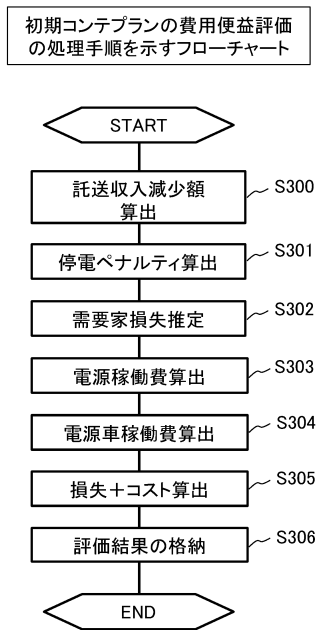 初期コンテプランの費用便益評価
の処理手順を示すフローチャート
START
託送収入減少額
算出
S300
停電ペナルティ算出
S301
需要家損失推定
S302
電源稼働費算出
S303
電源車稼働費算出
S304
損失＋コスト算出
S305
評価結果の格納
S306
END